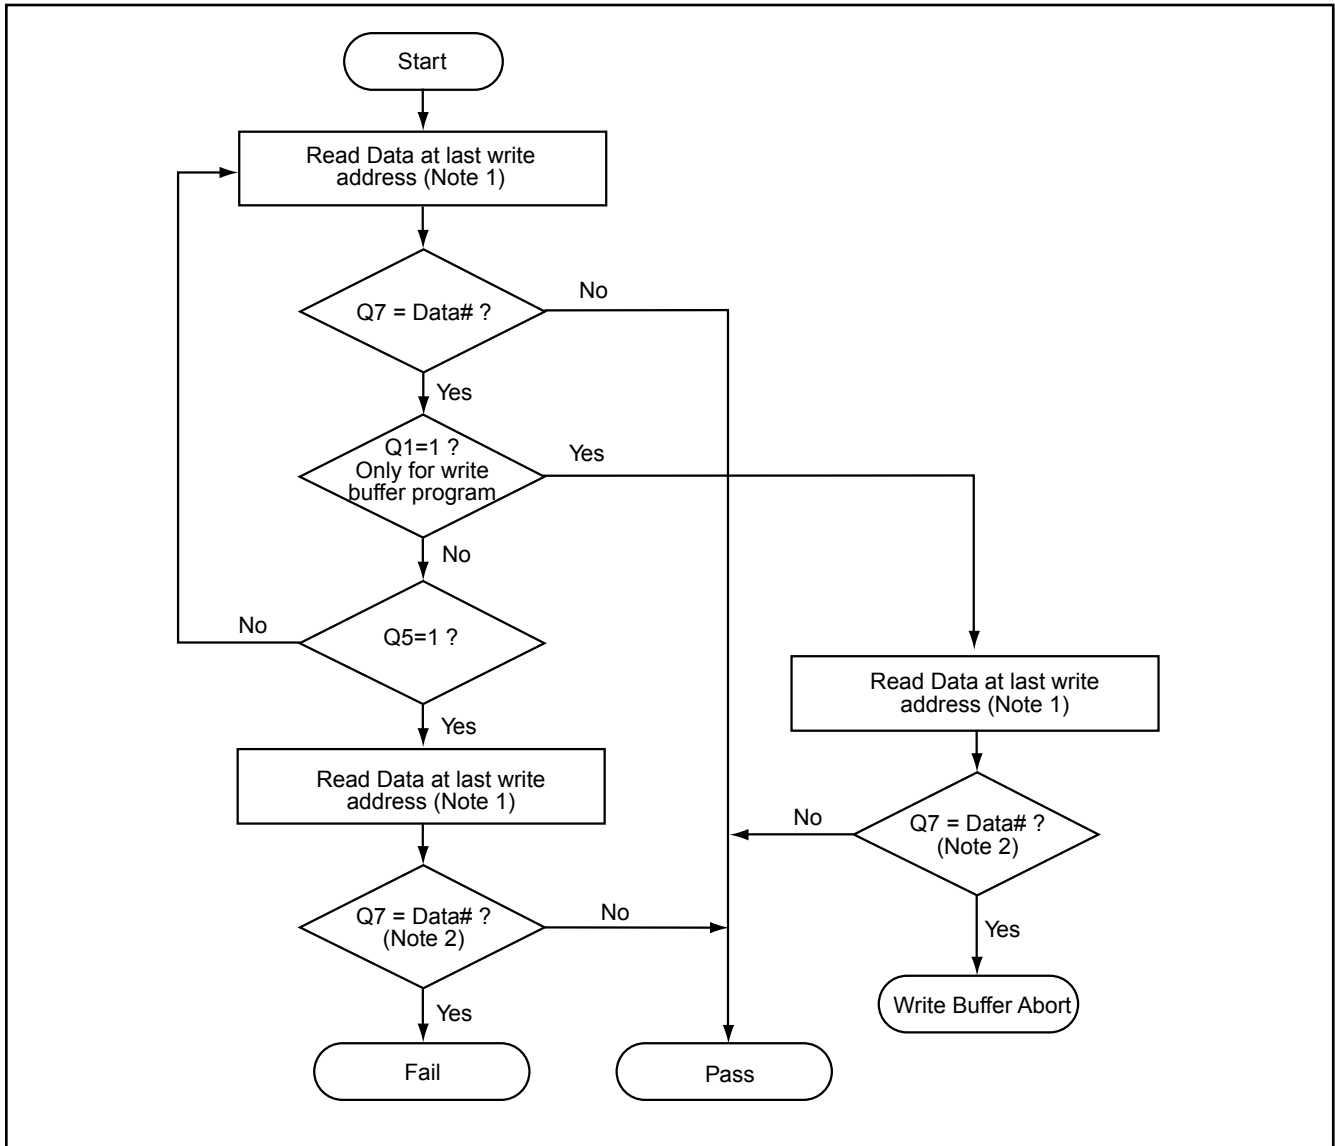 Start
Read Data at last write
address (Note 1)
Q7 = Data# ?
No
Yes
Q1=1 ?
Only for write
buffer program
Yes
No
Q5=1 ?
No
Yes
Read Data at last write
address (Note 1)
Q7 = Data# ?
(Note 2)
No
Yes
Fail
Pass
Read Data at last write
address (Note 1)
Q7 = Data# ?
(Note 2)
No
Yes
Write Buffer Abort